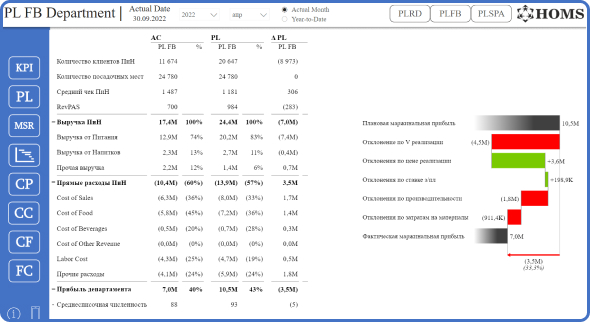 PL FB Department
Actual Date
30.09.2022
2022
апр
Actual Month
Year-to-Date
PLRD
PLFB
PLSPA
HOMS
KPI
PL
MSR
CP
CC
CF
FC
AC PL Δ PL
PL FB % PL FB % PL FB
Количество клиентов ПиН 11 674 20 647 (8 973)
Количество посадочных мест 24 780 24 780 0
Средний чек ПиН 1 487 1 181 306
RevPAS 700 984 (283)
− Выручка ПиН 17,4M 100% 24,4M 100% (7,0M)
Выручка от Питания 12,9M 74% 20,2M 83% (7,4M)
Выручка от Напитков 2,3M 13% 2,7M 11% (0,4M)
Прочая выручка 2,2M 12% 1,4M 6% 0,7M
− Прямые расходы ПиН (10,4M) (60%) (13,9M) (57%) 3,5M
Cost of Sales (6,3M) (36%) (8,0M) (33%) 1,7M
Cost of Food (5,8M) (45%) (7,2M) (36%) 1,4M
Cost of Beverages (0,5M) (20%) (0,7M) (28%) 0,3M
Cost of Other Revenue (0,0M) (0%) (0,0M) (0%) 0,0M
Labor Cost (4,3M) (25%) (4,7M) (19%) 0,5M
Прочие расходы (4,1M) (24%) (5,9M) (24%) 1,8M
− Прибыль департамента 7,0M 40% 10,5M 43% (3,5M)
- Среднесписочная численность 88 93 (5)
Плановая маржинальная прибыль 10,5M
Отклонения по V реализации (4,5M)
Отклонения по цене реализации +3,6M
Отклонения по ставке з/пл +198,9K
Отклонения по производительности (1,8M)
Отклонения по затратам на материалы (911,4K)
Фактическая маржинальная прибыль 7,0M
(3,5M)
(33,3%)